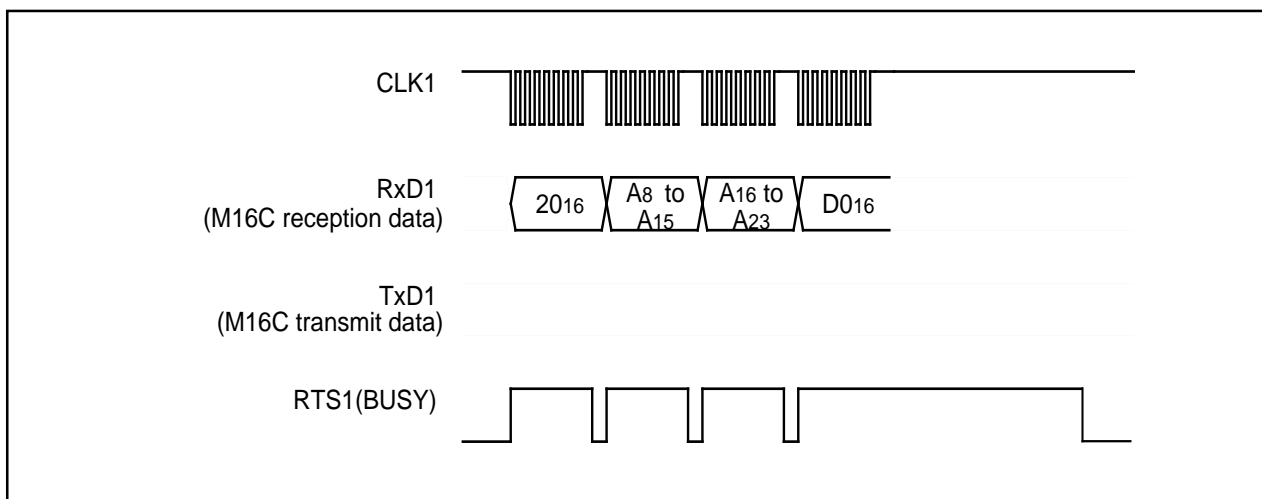 CLK1
RxD1
(M16C reception data)
2016
A8 to
A15
A16 to
A23
D016
TxD1
(M16C transmit data)
RTS1(BUSY)